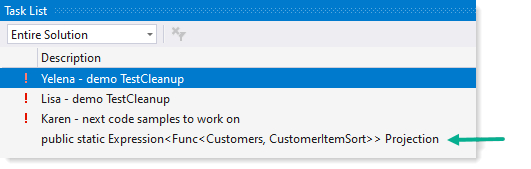 Task List
Entire Solution
Description
! Yelena - demo TestCleanup
! Lisa - demo TestCleanup
! Karen - next code samples to work on
public static Expression<Func<Customers, CustomerItemSort>> Projection